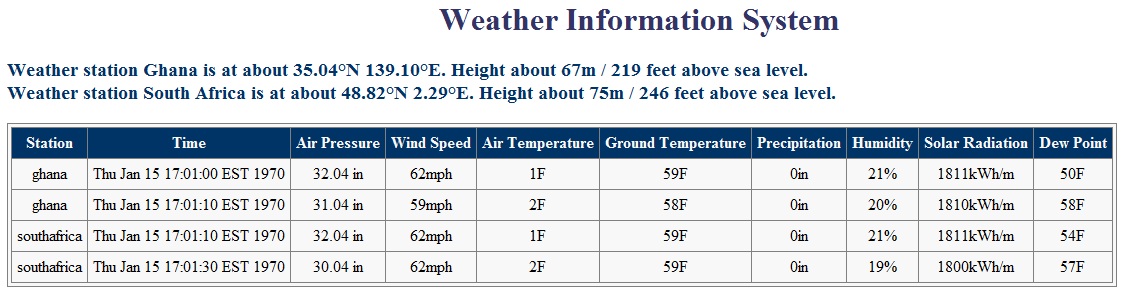 Weather Information System
Weather station Ghana is at about 35.04°N 139.10°E. Height about 67m / 219 feet above sea level.
Weather station South Africa is at about 48.82°N 2.29°E. Height about 75m / 246 feet above sea level.
Station Time Air Pressure Wind Speed Air Temperature Ground Temperature Precipitation Humidity Solar Radiation Dew Point
ghana Thu Jan 15 17:01:00 EST 1970 32.04 in 62mph 1F 59F 0in 21% 1811kWh/m 50F
ghana Thu Jan 15 17:01:10 EST 1970 31.04 in 59mph 2F 58F 0in 20% 1810kWh/m 58F
southafrica Thu Jan 15 17:01:10 EST 1970 32.04 in 62mph 1F 59F 0in 21% 1811kWh/m 54F
southafrica Thu Jan 15 17:01:30 EST 1970 30.04 in 62mph 2F 59F 0in 19% 1800kWh/m 57F